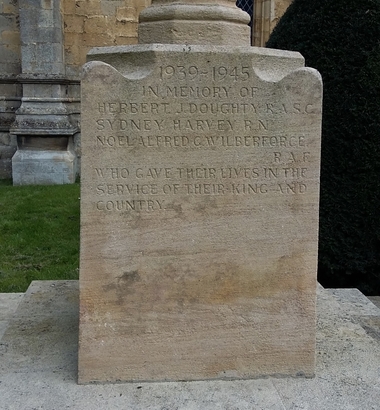 1939-1945
IN MEMORY OF
HERBERT J. DOUGHTY. R.A.S.C
SYDNEY HARVEY R.N
NOEL ALFRED G. WILBERFORCE
R.A.F.
WHO GAVE THEIR LIVES IN THE
SERVICE OF THEIR KING AND
COUNTRY